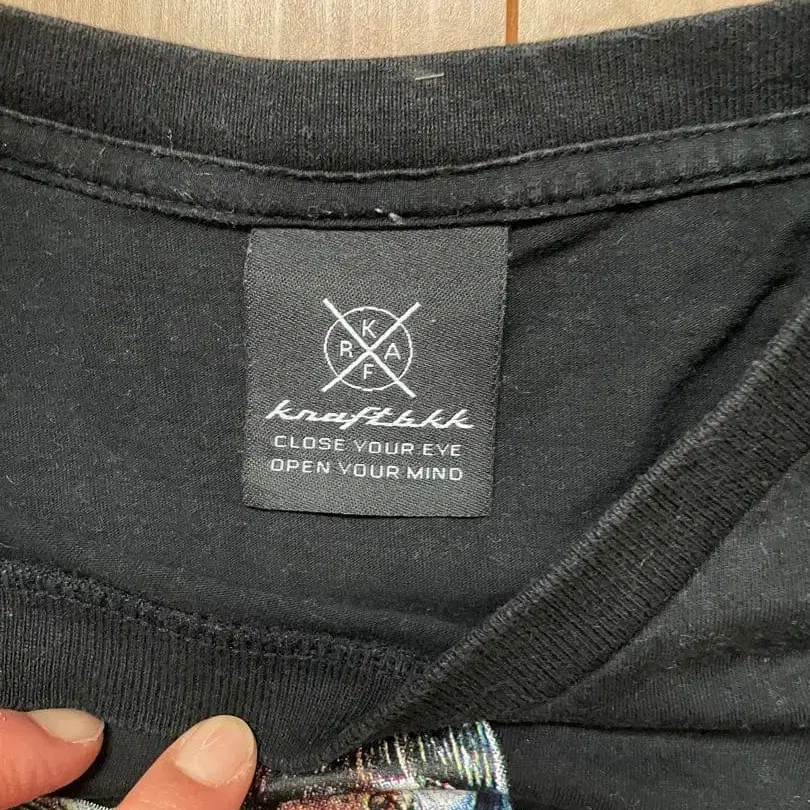 K
R A
F
kraftbkk
CLOSE YOUR EYE
OPEN YOUR MIND